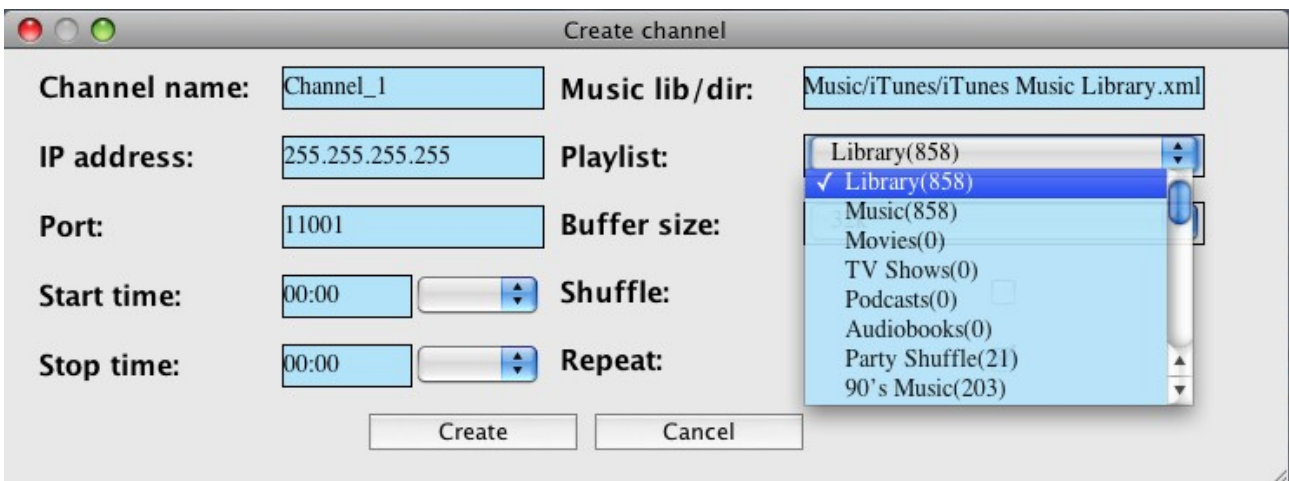 Create channel
Channel name: Channel_1 Music lib/dir: Music/iTunes/iTunes Music Library.xml
IP address: 255.255.255.255 Playlist: Library(858)
✓ Library(858)
Port: 11001 Buffer size: Music(858)
Movies(0)
TV Shows(0)
Start time: 00:00 Shuffle: Podcasts(0)
Audiobooks(0)
Stop time: 00:00 Repeat: Party Shuffle(21)
90's Music(203)
Create Cancel